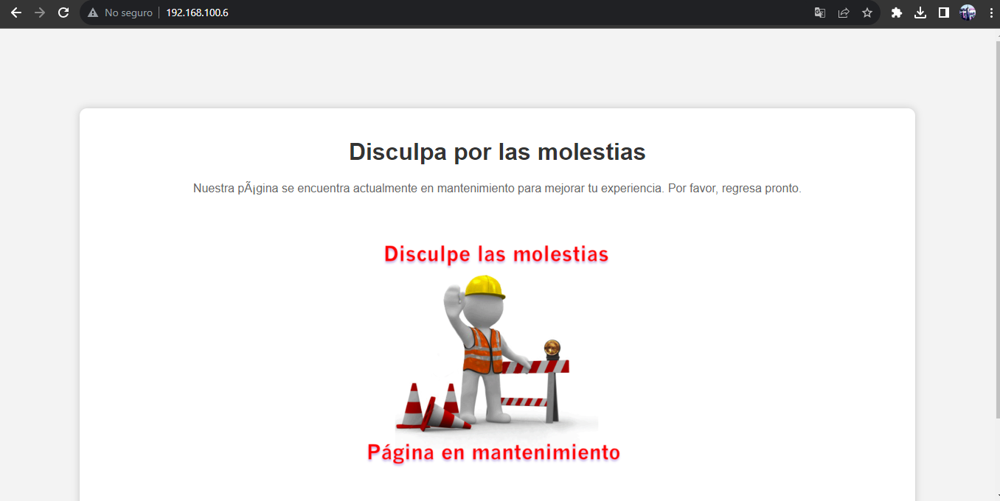 No seguro
192.168.100.6
Disculpa por las molestias
Nuestra pÃ¡gina se encuentra actualmente en mantenimiento para mejorar tu experiencia. Por favor, regresa pronto.
Disculpe las molestias
Página en mantenimiento